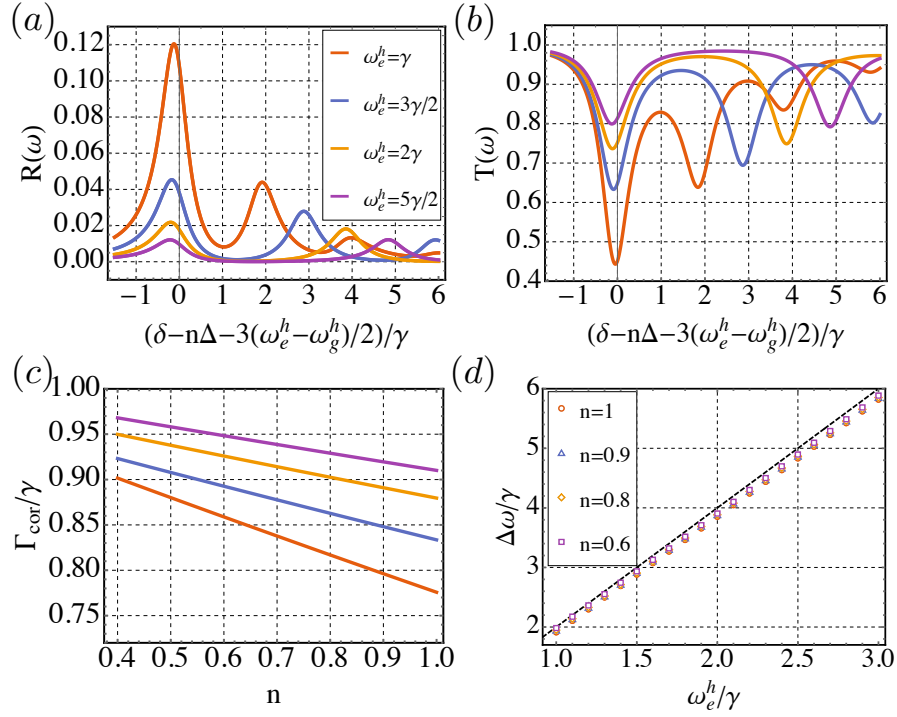 (a)
R(ω)
0.12
0.10
0.08
0.06
0.04
0.02
0.00
−1 0 1 2 3 4 5 6
(δ−nΔ−3(ω_e^h−ω_g^h)/2)/γ
ω_e^h=γ
ω_e^h=3γ/2
ω_e^h=2γ
ω_e^h=5γ/2
(b)
T(ω)
1.0
0.9
0.8
0.7
0.6
0.5
0.4
−1 0 1 2 3 4 5 6
(δ−nΔ−3(ω_e^h−ω_g^h)/2)/γ
(c)
Γ_cor/γ
1.00
0.95
0.90
0.85
0.80
0.75
0.4 0.5 0.6 0.7 0.8 0.9 1.0
n
(d)
Δω/γ
6
5
4
3
2
1.0 1.5 2.0 2.5 3.0
ω_e^h/γ
n=1
n=0.9
n=0.8
n=0.6